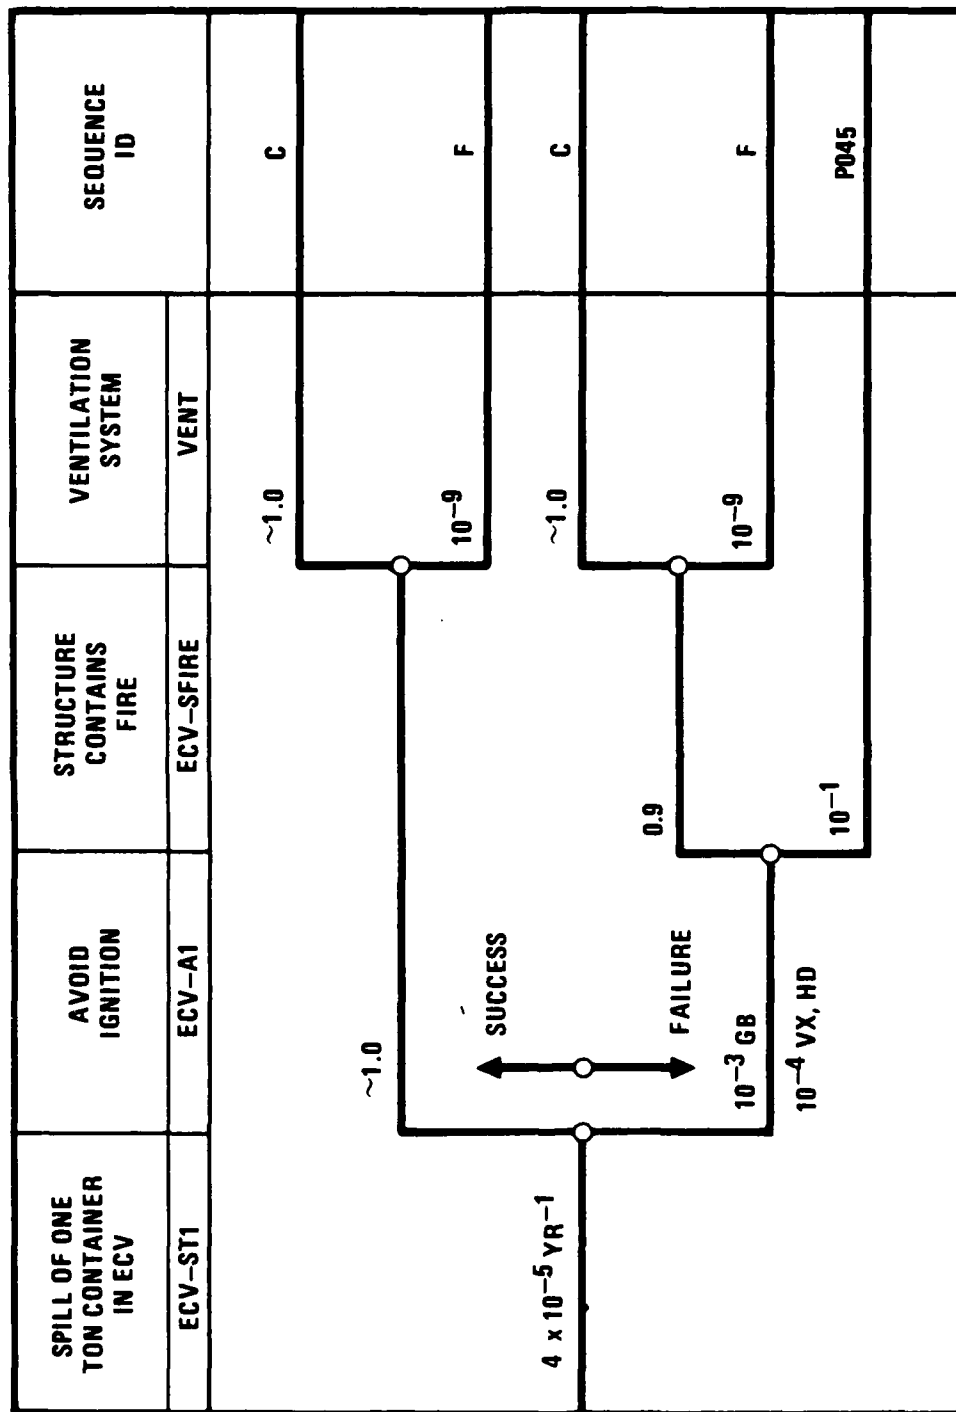 SPILL OF ONE
TON CONTAINER
IN ECV
AVOID
IGNITION
STRUCTURE
CONTAINS
FIRE
VENTILATION
SYSTEM
SEQUENCE
ID
ECV-ST1
ECV-A1
ECV-SFIRE
VENT
~1.0
C
~1.0
10⁻⁹
F
SUCCESS
4 x 10⁻⁵ YR⁻¹
~1.0
C
0.9
FAILURE
10⁻⁹
F
10⁻³ GB
10⁻⁴ VX, HD
10⁻¹
P045